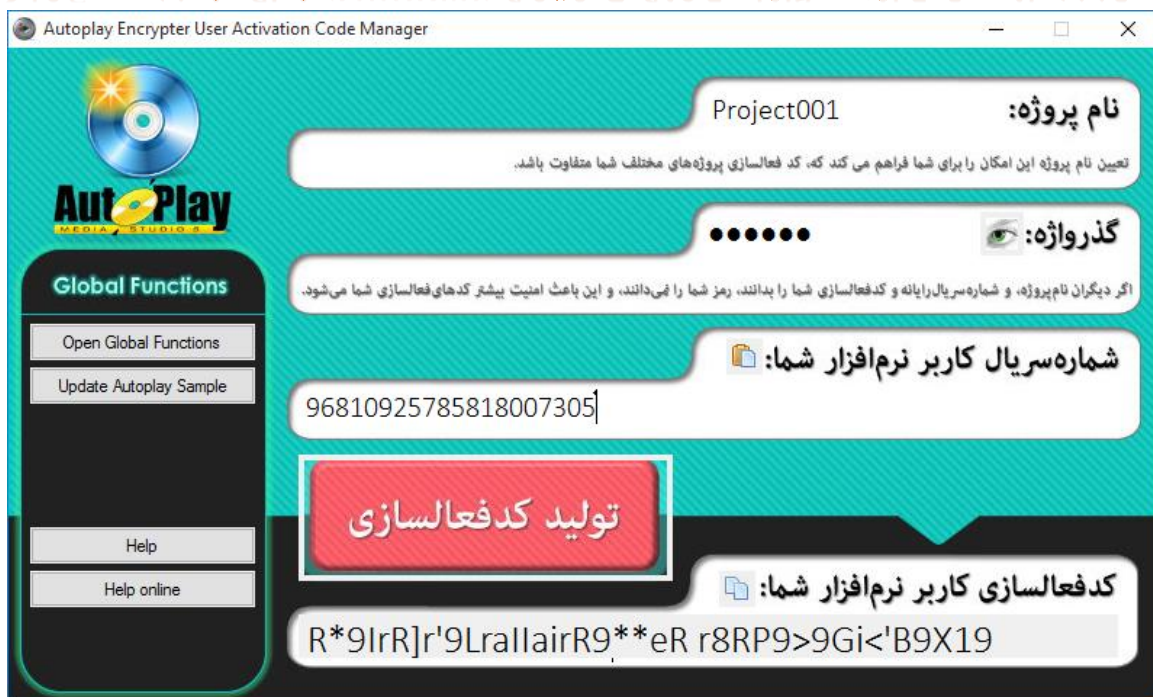 Autoplay Encrypter User Activation Code Manager
AutoPlay
MEDIA STUDIO 8
Global Functions
Open Global Functions
Update Autoplay Sample
Help
Help online
نام پروژه:
Project001
تعیین نام پروژه این امکان را برای شما فراهم می کند که، کد فعالسازی پروژه‌های مختلف شما متفاوت باشد.
گذرواژه:
●●●●●●
اگر دیگران نام‌پروژه، و شماره‌سریال‌رایانه و کدفعالسازی شما را بدانند، رمز شما را نمی‌دانند، و این باعث امنیت بیشتر کدهای‌فعالسازی شما می‌شود.
شماره‌سریال کاربر نرم‌افزار شما:
96810925785818007305
تولید کدفعالسازی
کدفعالسازی کاربر نرم‌افزار شما:
R*9IrR]r'9LraIIairR9**eR r8RP9>9Gi<'B9X19